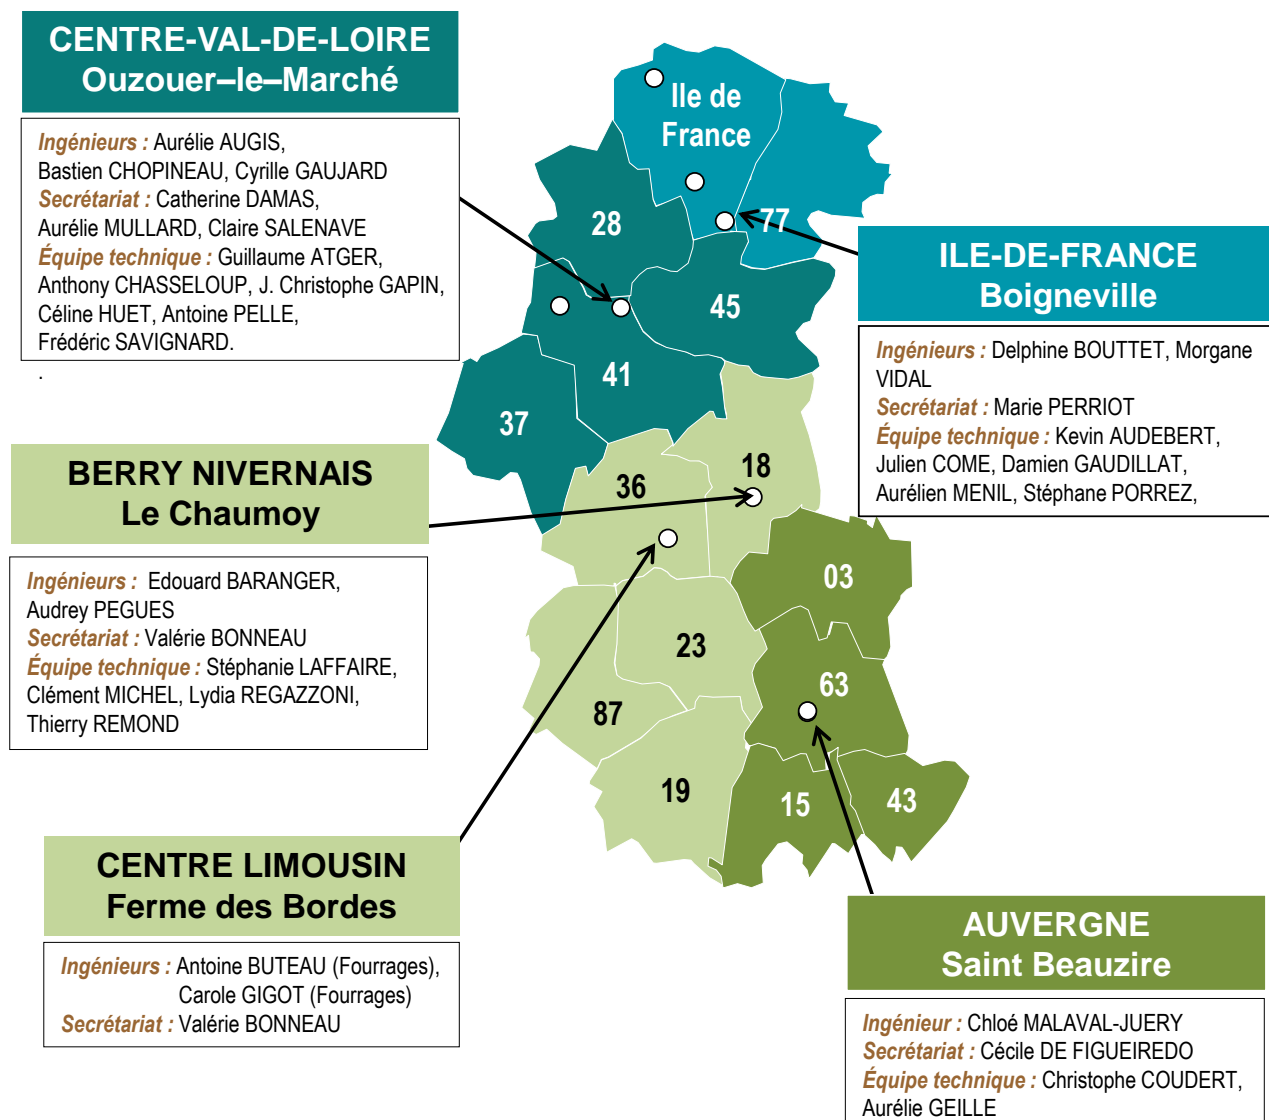 CENTRE-VAL-DE-LOIRE
Ouzouer–le–Marché
Ingénieurs : Aurélie AUGIS,
Bastien CHOPINEAU, Cyrille GAUJARD
Secrétariat : Catherine DAMAS,
Aurélie MULLARD, Claire SALENAVE
Équipe technique : Guillaume ATGER,
Anthony CHASSELOUP, J. Christophe GAPIN,
Céline HUET, Antoine PELLE,
Frédéric SAVIGNARD.
.
Ile de
France
77
28
45
41
37
ILE-DE-FRANCE
Boigneville
Ingénieurs : Delphine BOUTTET, Morgane
VIDAL
Secrétariat : Marie PERRIOT
Équipe technique : Kevin AUDEBERT,
Julien COME, Damien GAUDILLAT,
Aurélien MENIL, Stéphane PORREZ,
BERRY NIVERNAIS
Le Chaumoy
Ingénieurs : Edouard BARANGER,
Audrey PEGUES
Secrétariat : Valérie BONNEAU
Équipe technique : Stéphanie LAFFAIRE,
Clément MICHEL, Lydia REGAZZONI,
Thierry REMOND
18
36
03
23
63
87
19
15
43
CENTRE LIMOUSIN
Ferme des Bordes
Ingénieurs : Antoine BUTEAU (Fourrages),
Carole GIGOT (Fourrages)
Secrétariat : Valérie BONNEAU
AUVERGNE
Saint Beauzire
Ingénieur : Chloé MALAVAL-JUERY
Secrétariat : Cécile DE FIGUEIREDO
Équipe technique : Christophe COUDERT,
Aurélie GEILLE